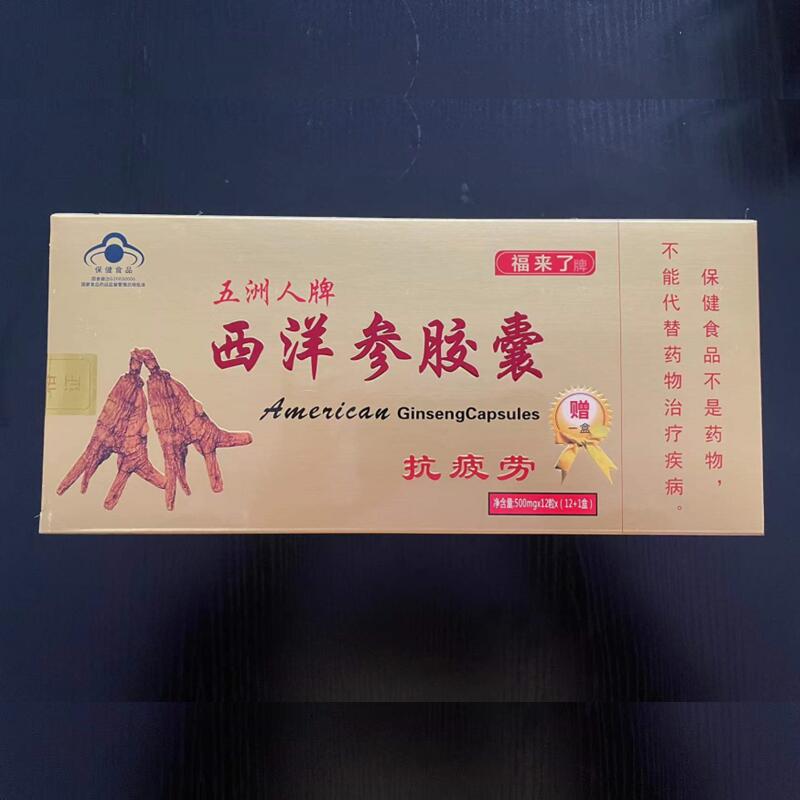 保健食品
福来了牌
五洲人牌
西洋参胶囊
American GinsengCapsules
赠
一盒
抗疲劳
净含量:500mgx12粒x（12+1盒）
保健食品不是药物，
不能代替药物治疗疾病。